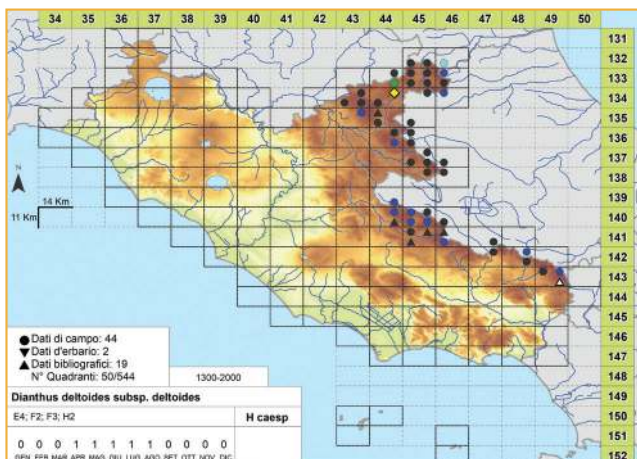 34 35 36 37 38 39 40 41 42 43 44 45 46 47 48 49 50
131
132
133
134
135
136
137
138
139
140
141
142
143
144
145
146
147
148
149
150
151
152
N
14 Km
11 Km
● Dati di campo: 44
▼ Dati d'erbario: 2
▲ Dati bibliografici: 19
N° Quadranti: 50/544
1300-2000
Dianthus deltoides subsp. deltoides
E4; F2; F3; H2
H caesp
0 0 0 1 1 1 1 1 0 0 0 0
GEN FEB MAR APR MAG GIU LUG AGO SET OTT NOV DIC